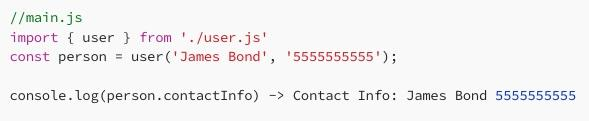 //main.js
import { user } from './user.js'
const person = user('James Bond', '5555555555');
console.log(person.contactInfo) -> Contact Info: James Bond 5555555555